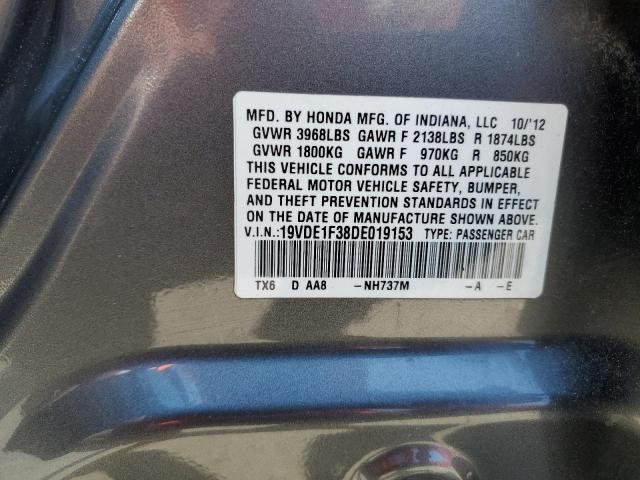 MFD. BY HONDA MFG. OF INDIANA, LLC 10/'12
GVWR 3968LBS GAWR F 2138LBS R 1874LBS
GVWR 1800KG GAWR F 970KG R 850KG
THIS VEHICLE CONFORMS TO ALL APPLICABLE
FEDERAL MOTOR VEHICLE SAFETY, BUMPER,
AND THEFT PREVENTION STANDARDS IN EFFECT
ON THE DATE OF MANUFACTURE SHOWN ABOVE.
V.I.N.:19VDE1F38DE019153 TYPE: PASSENGER CAR
TX6 D AA8 -NH737M -A -E